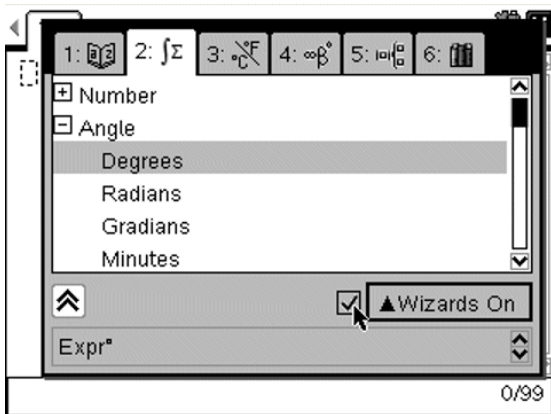 1: 2: ∫Σ 3: °C°F 4: ∞β° 5: 6:
Number
Angle
Degrees
Radians
Gradians
Minutes
▲Wizards On
Expr°
0/99